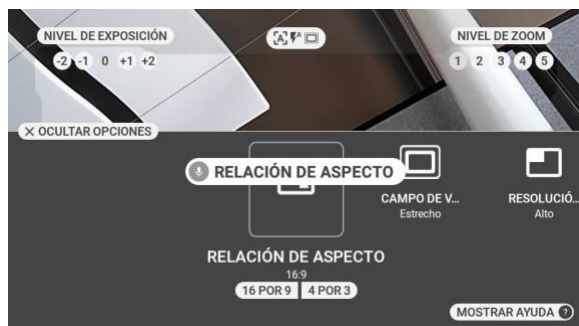 NIVEL DE EXPOSICIÓN
-2 -1 0 +1 +2
A A
NIVEL DE ZOOM
1 2 3 4 5
× OCULTAR OPCIONES
RELACIÓN DE ASPECTO
CAMPO DE V...
Estrecho
RESOLUCIÓ...
Alto
RELACIÓN DE ASPECTO
16:9
16 POR 9 4 POR 3
MOSTRAR AYUDA ?